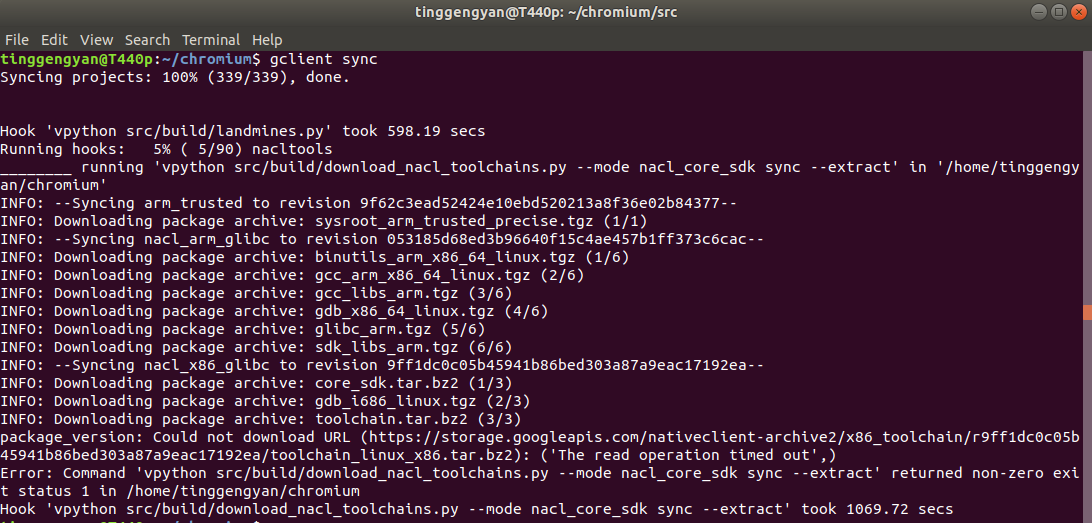 tinggengyan@T440p: ~/chromium/src
File Edit View Search Terminal Help
tinggengyan@T440p:~/chromium$ gclient sync
Syncing projects: 100% (339/339), done.
Hook 'vpython src/build/landmines.py' took 598.19 secs
Running hooks:   5% ( 5/90) nacltools
________ running 'vpython src/build/download_nacl_toolchains.py --mode nacl_core_sdk sync --extract' in '/home/tinggengy
an/chromium'
INFO: --Syncing arm_trusted to revision 9f62c3ead52424e10ebd520213a8f36e02b84377--
INFO: Downloading package archive: sysroot_arm_trusted_precise.tgz (1/1)
INFO: --Syncing nacl_arm_glibc to revision 053185d68ed3b96640f15c4ae457b1ff373c6cac--
INFO: Downloading package archive: binutils_arm_x86_64_linux.tgz (1/6)
INFO: Downloading package archive: gcc_arm_x86_64_linux.tgz (2/6)
INFO: Downloading package archive: gcc_libs_arm.tgz (3/6)
INFO: Downloading package archive: gdb_x86_64_linux.tgz (4/6)
INFO: Downloading package archive: glibc_arm.tgz (5/6)
INFO: Downloading package archive: sdk_libs_arm.tgz (6/6)
INFO: --Syncing nacl_x86_glibc to revision 9ff1dc0c05b45941b86bed303a87a9eac17192ea--
INFO: Downloading package archive: core_sdk.tar.bz2 (1/3)
INFO: Downloading package archive: gdb_i686_linux.tgz (2/3)
INFO: Downloading package archive: toolchain.tar.bz2 (3/3)
package_version: Could not download URL (https://storage.googleapis.com/nativeclient-archive2/x86_toolchain/r9ff1dc0c05b
45941b86bed303a87a9eac17192ea/toolchain_linux_x86.tar.bz2): ('The read operation timed out',)
Error: Command 'vpython src/build/download_nacl_toolchains.py --mode nacl_core_sdk sync --extract' returned non-zero exi
t status 1 in /home/tinggengyan/chromium
Hook 'vpython src/build/download_nacl_toolchains.py --mode nacl_core_sdk sync --extract' took 1069.72 secs